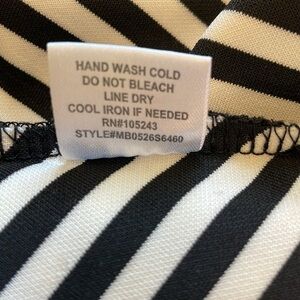 HAND WASH COLD
DO NOT BLEACH
LINE DRY
COOL IRON IF NEEDED
RN#105243
STYLE#MB0526S6460